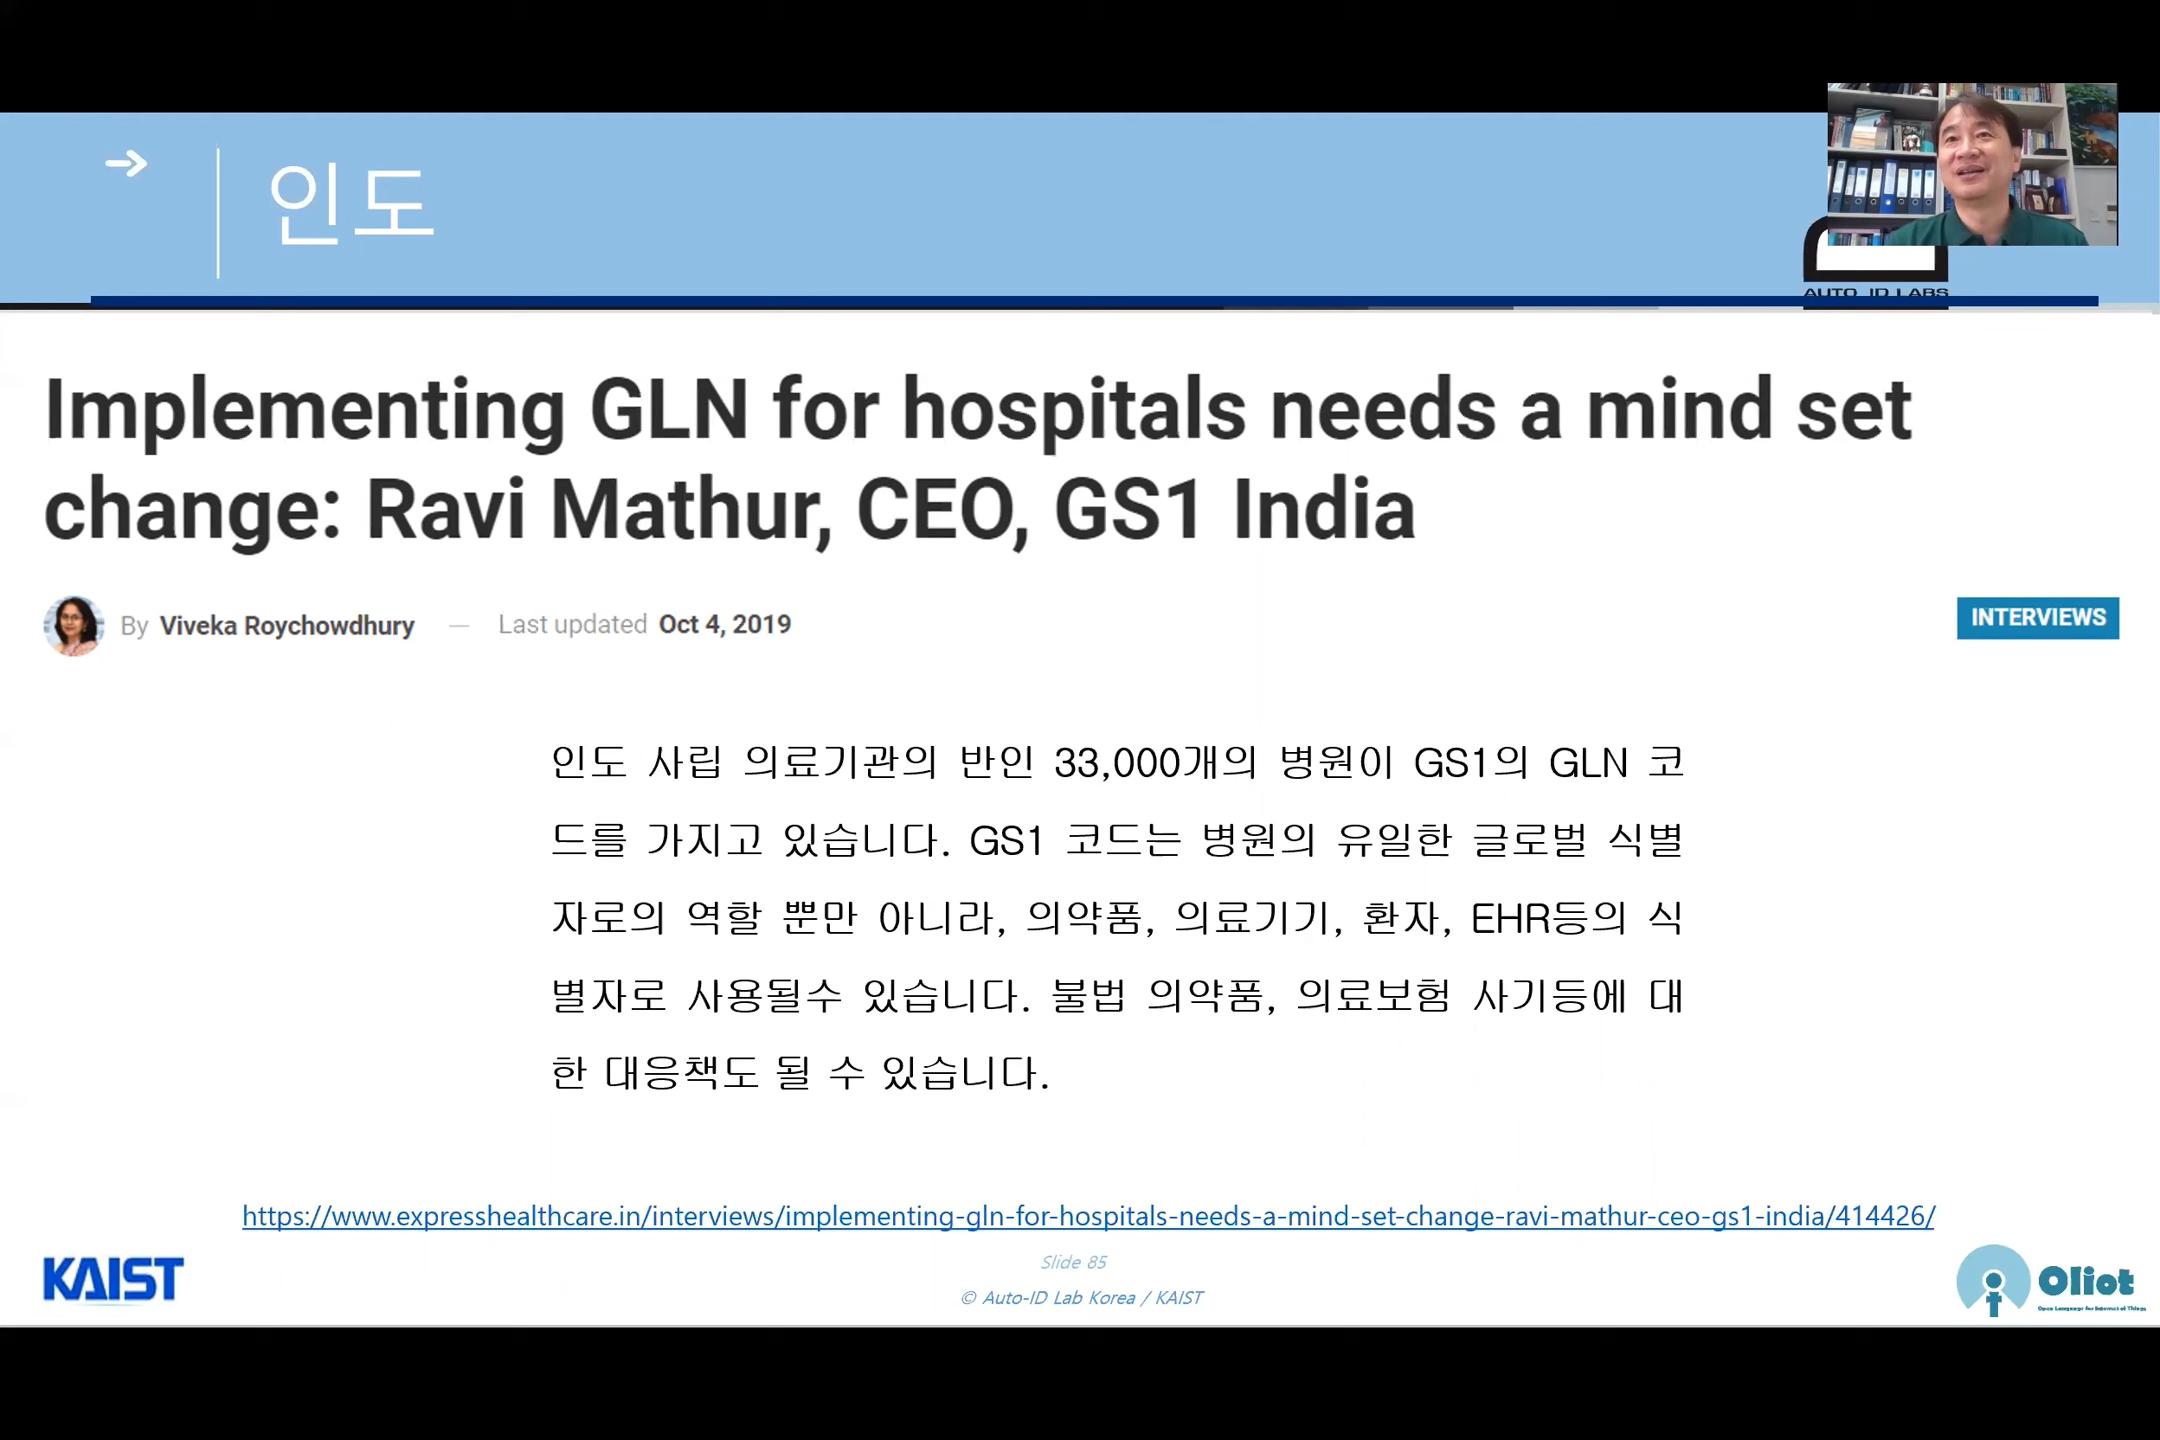 인도
AUTO ID LABS
Implementing GLN for hospitals needs a mind set
change: Ravi Mathur, CEO, GS1 India
By Viveka Roychowdhury — Last updated Oct 4, 2019
INTERVIEWS
인도 사립 의료기관의 반인 33,000개의 병원이 GS1의 GLN 코
드를 가지고 있습니다. GS1 코드는 병원의 유일한 글로벌 식별
자로의 역할 뿐만 아니라, 의약품, 의료기기, 환자, EHR등의 식
별자로 사용될수 있습니다. 불법 의약품, 의료보험 사기등에 대
한 대응책도 될 수 있습니다.
https://www.expresshealthcare.in/interviews/implementing-gln-for-hospitals-needs-a-mind-set-change-ravi-mathur-ceo-gs1-india/414426/
Slide 85
© Auto-ID Lab Korea / KAIST
KAIST
Oliot
Open Language for Internet of Things